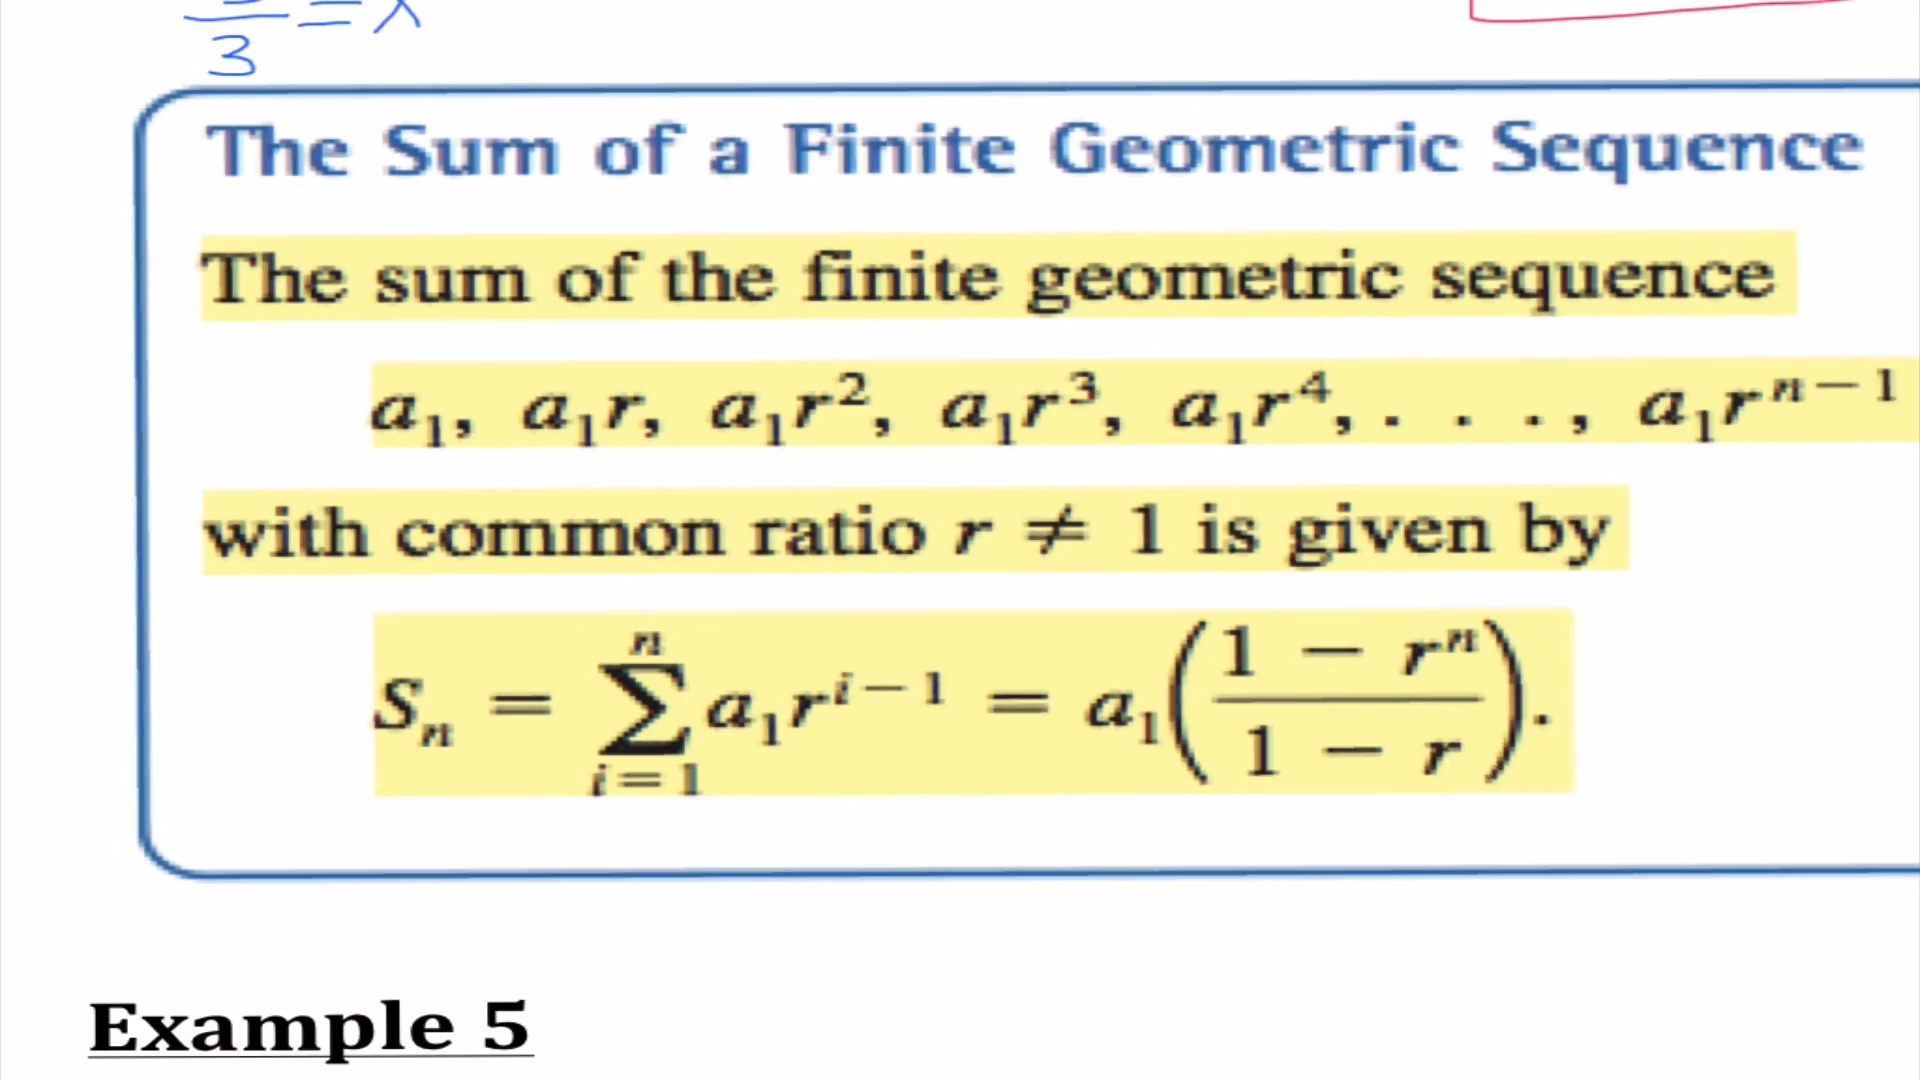 3 = x
The Sum of a Finite Geometric Sequence
The sum of the finite geometric sequence
a₁, a₁r, a₁r², a₁r³, a₁r⁴, . . . , a₁rⁿ⁻¹
with common ratio r ≠ 1 is given by
Sₙ = ∑ᵢ₌₁ⁿ a₁rⁱ⁻¹ = a₁((1 − rⁿ)/(1 − r)).
Example 5